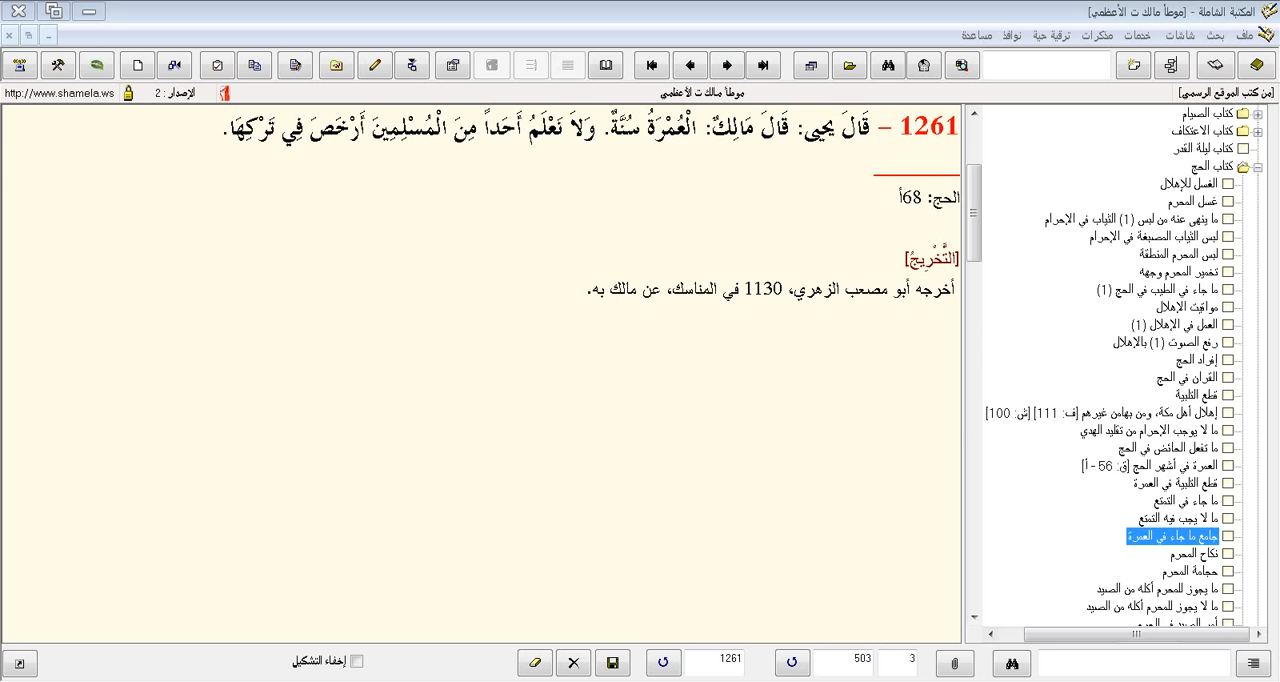 المكتبة الشاملة - [موطأ مالك ت الأعظمي]
ملف بحث شاشات خدمات مذكرات ترقية حية نوافذ مساعدة
[من كتب الموقع الرسمي] موطأ مالك ت الأعظمي الإصدار : 2 http://www.shamela.ws
1261 – قَالَ يحيى: قَالَ مَالِكٌ: الْعُمْرَةُ سُنَّةٌ. وَلاَ نَعْلَمُ أَحَداً مِنَ الْمُسْلِمِينَ أَرْخَصَ فِي تَرْكِهَا.
الحج: 68أ
[التَّخْرِيجُ]
أخرجه أبو مصعب الزهري، 1130 في المناسك، عن مالك به.
كتاب الصيام
كتاب الاعتكاف
كتاب ليلة القدر
كتاب الحج
الغسل للإهلال
غسل المحرم
ما ينهى عنه من لبس (1) الثياب في الإحرام
لبس الثياب المصبغة في الإحرام
لبس المحرم المنطقة
تخمير المحرم وجهه
ما جاء في الطيب في الحج (1)
مواقيت الإهلال
العمل في الإهلال (1)
رفع الصوت (1) بالإهلال
إفراد الحج
القران في الحج
قطع التلبية
إهلال أهل مكة، ومن بهامن غيرهم [ف: 111] [ش: 100]
ما لا يوجب الإحرام من تقليد الهدي
ما تفعل الحائض في الحج
العمرة في أشهر الحج [ق: 56 - أ]
قطع التلبية في العمرة
ما جاء في التمتع
ما لا يجب فيه التمتع
جامع ما جاء في العمرة
نكاح المحرم
حجامة المحرم
ما يجوز للمحرم أكله من الصيد
ما لا يجوز للمحرم أكله من الصيد
أمر الصيد في الحرم
3 503 1261 إخفاء التشكيل